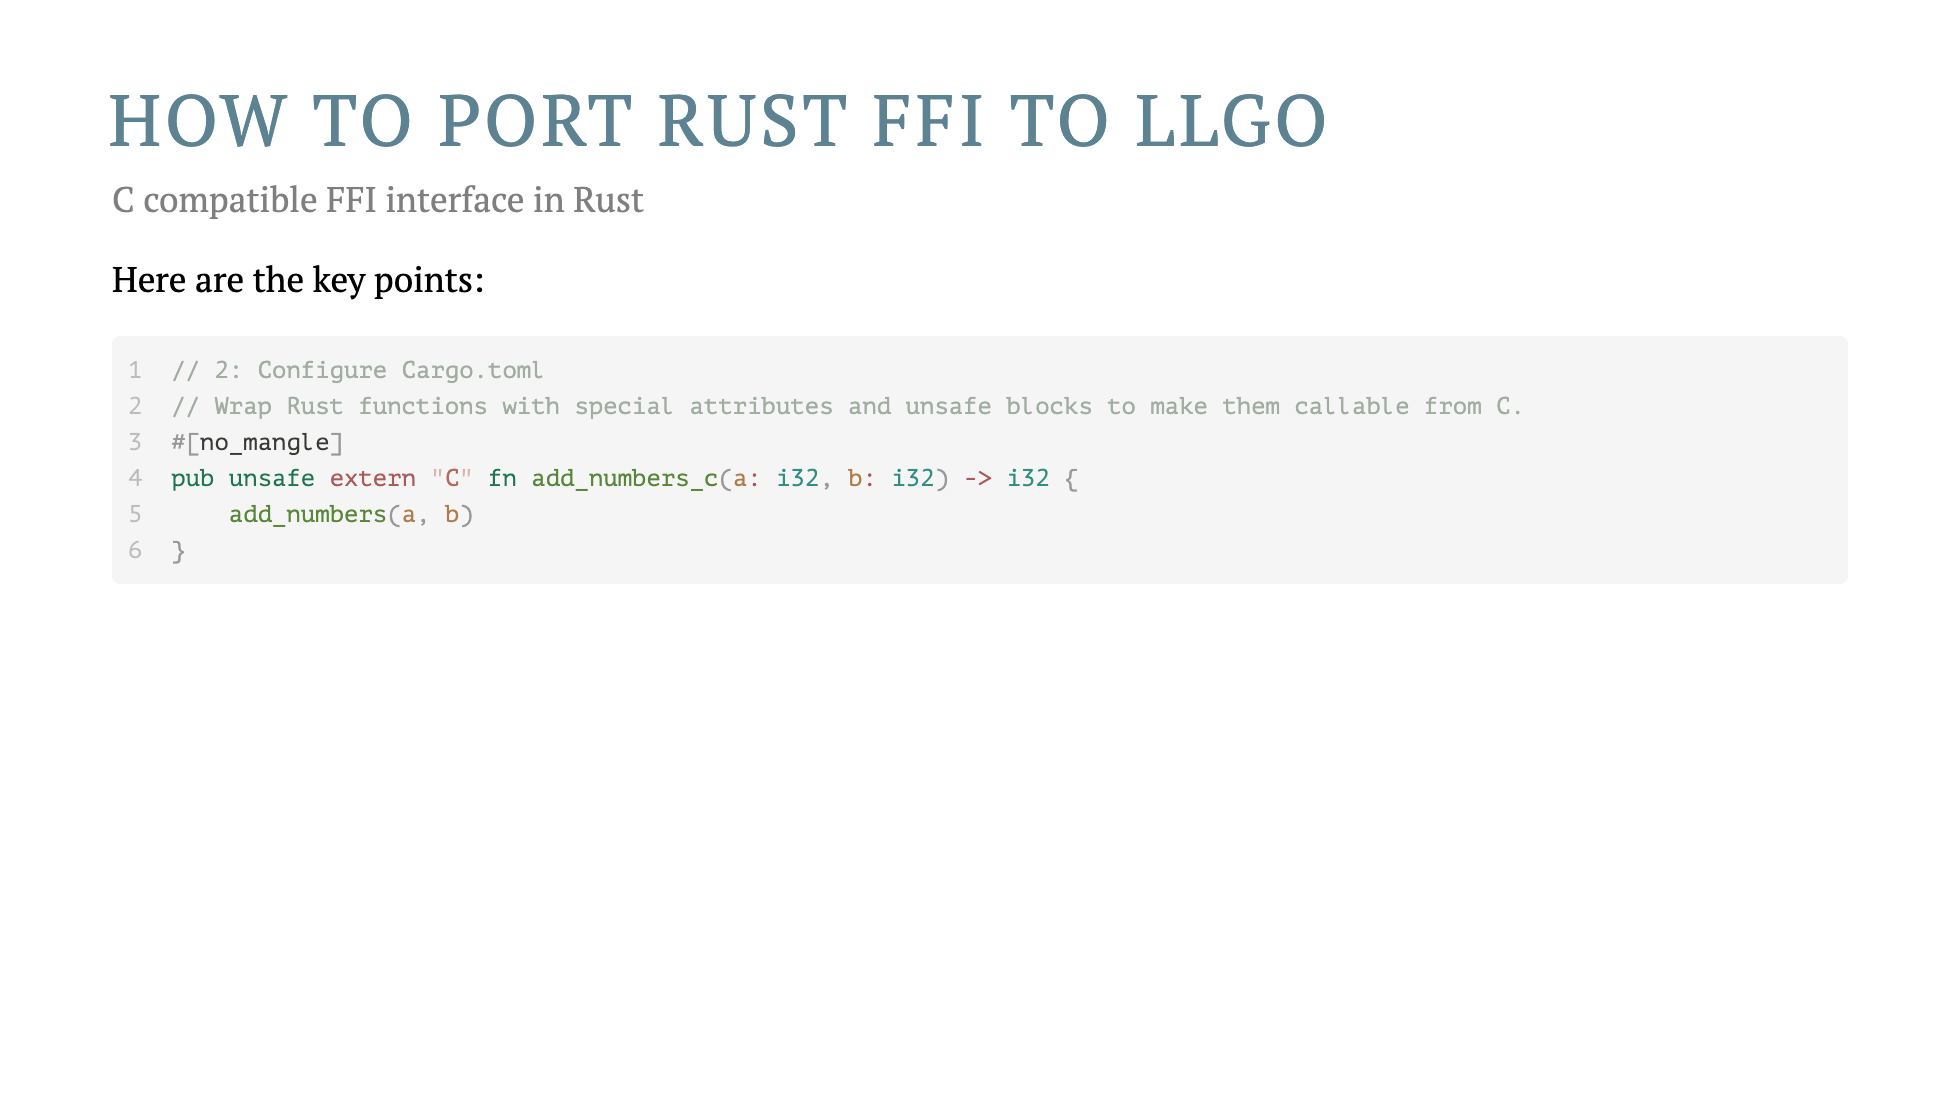 HOW TO PORT RUST FFI TO LLGO
C compatible FFI interface in Rust
Here are the key points:
1 // 2: Configure Cargo.toml
2 // Wrap Rust functions with special attributes and unsafe blocks to make them callable from C.
3 #[no_mangle]
4 pub unsafe extern "C" fn add_numbers_c(a: i32, b: i32) -> i32 {
5     add_numbers(a, b)
6 }